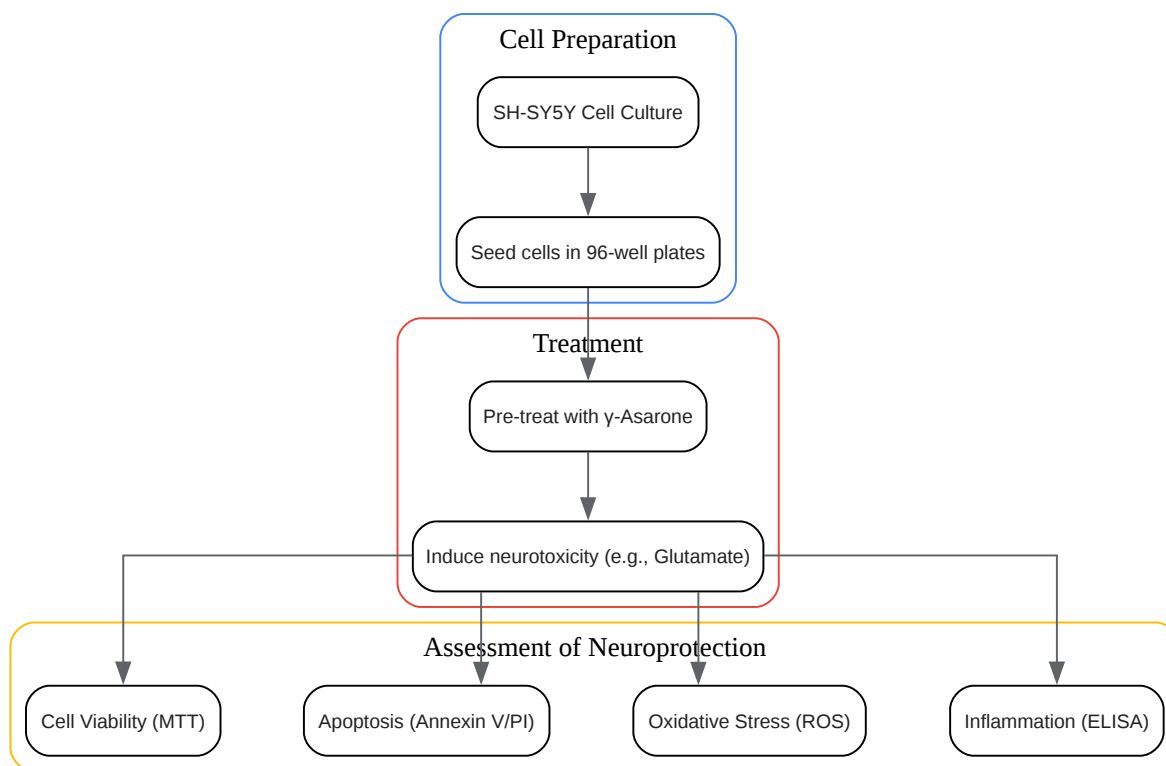 Cell Preparation
SH-SY5Y Cell Culture
Seed cells in 96-well plates
Treatment
Pre-treat with γ-Asarone
Induce neurotoxicity (e.g., Glutamate)
Assessment of Neuroprotection
Cell Viability (MTT)
Apoptosis (Annexin V/PI)
Oxidative Stress (ROS)
Inflammation (ELISA)